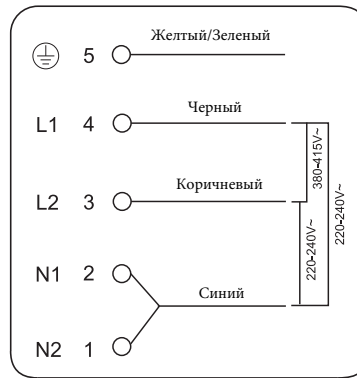 5 Желтый/Зеленый
L1 4 Черный
L2 3 Коричневый
N1 2
Синий
N2 1
380-415V~
220-240V~
220-240V~